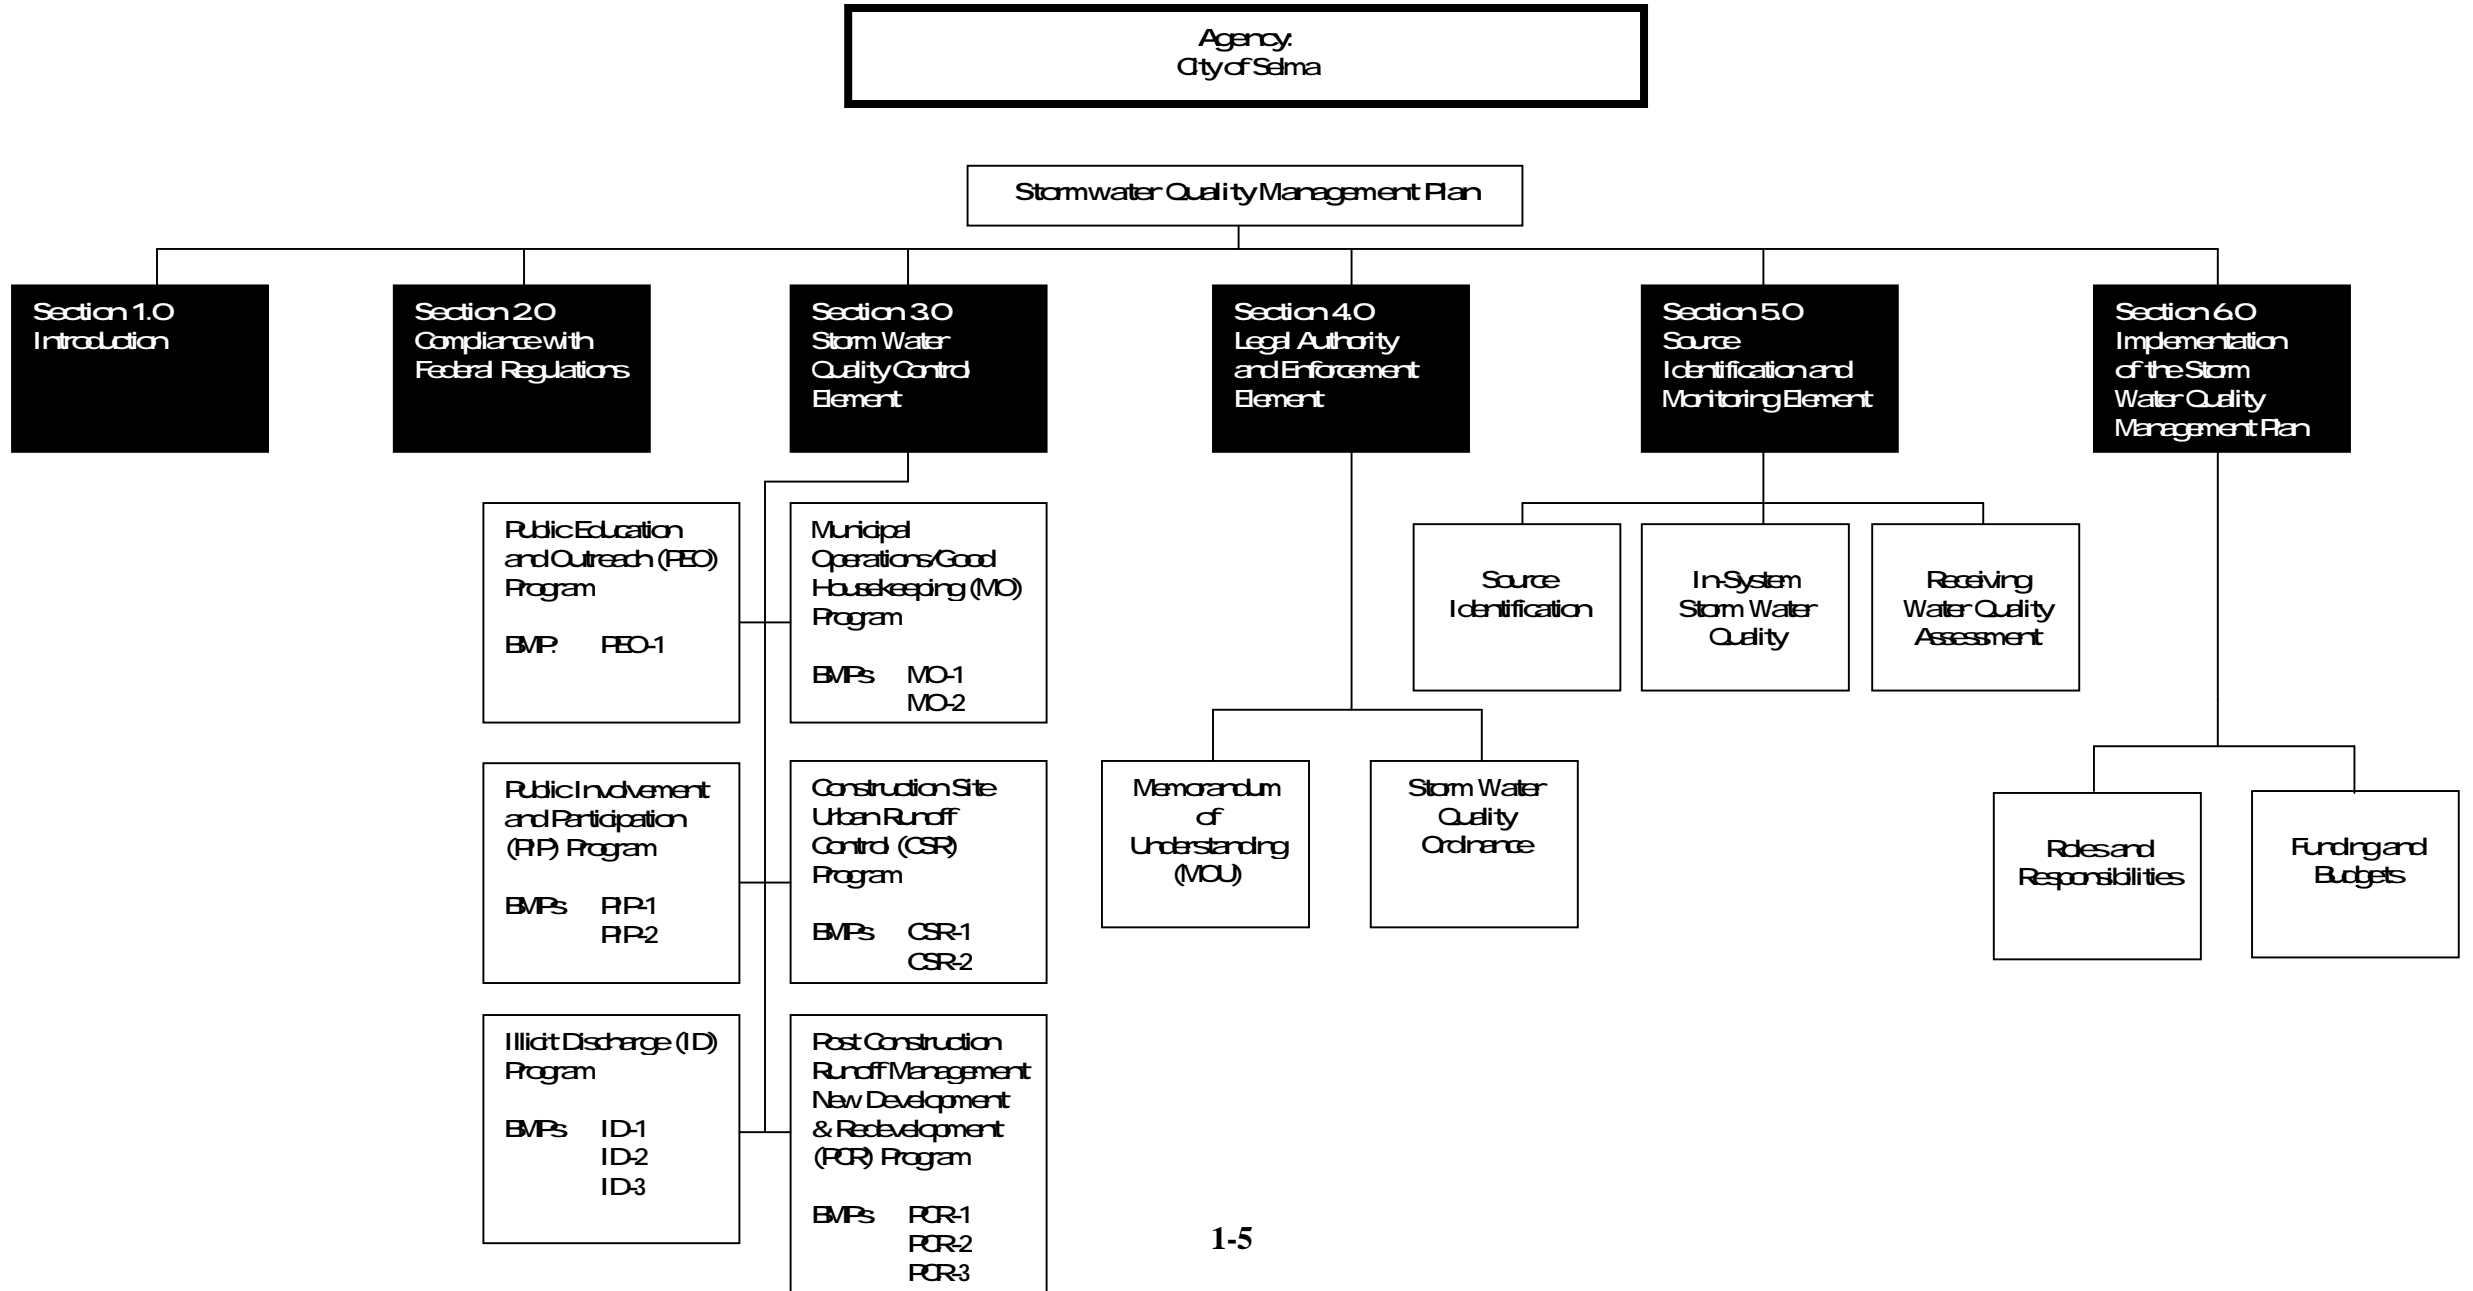 Agency:
City of Selma
Stormwater Quality Management Plan
Section 1.0
Introduction
Section 2.0
Compliance with
Federal Regulations
Section 3.0
Storm Water
Quality Control
Element
Section 4.0
Legal Authority
and Enforcement
Element
Section 5.0
Source
Identification and
Monitoring Element
Section 6.0
Implementation
of the Storm
Water Quality
Management Plan
Public Education
and Outreach (PEO)
Program
BMP: PEO-1
Municipal
Operations/Good
Housekeeping (MO)
Program
BMPs: MO-1
MO-2
Source
Identification
In-System
Storm Water
Quality
Receiving
Water Quality
Assessment
Public Involvement
and Participation
(PIP) Program
BMPs: PIP-1
PIP-2
Construction Site
Urban Runoff
Control (CSR)
Program
BMPs: CSR-1
CSR-2
Memorandum
of
Understanding
(MOU)
Storm Water
Quality
Ordinance
Roles and
Responsibilities
Funding and
Budgets
Illicit Discharge (ID)
Program
BMPs: ID-1
ID-2
ID-3
Post Construction
Runoff Management
New Development
& Redevelopment
(PCR) Program
BMPs: PCR-1
PCR-2
PCR-3
1-5